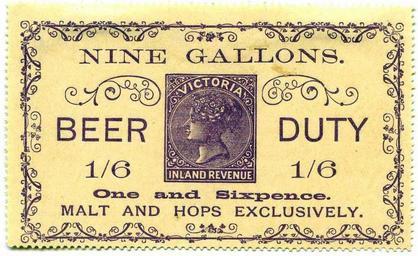 NINE GALLONS.
VICTORIA
BEER DUTY
1/6 1/6
INLAND REVENUE
One and Sixpence.
MALT AND HOPS EXCLUSIVELY.